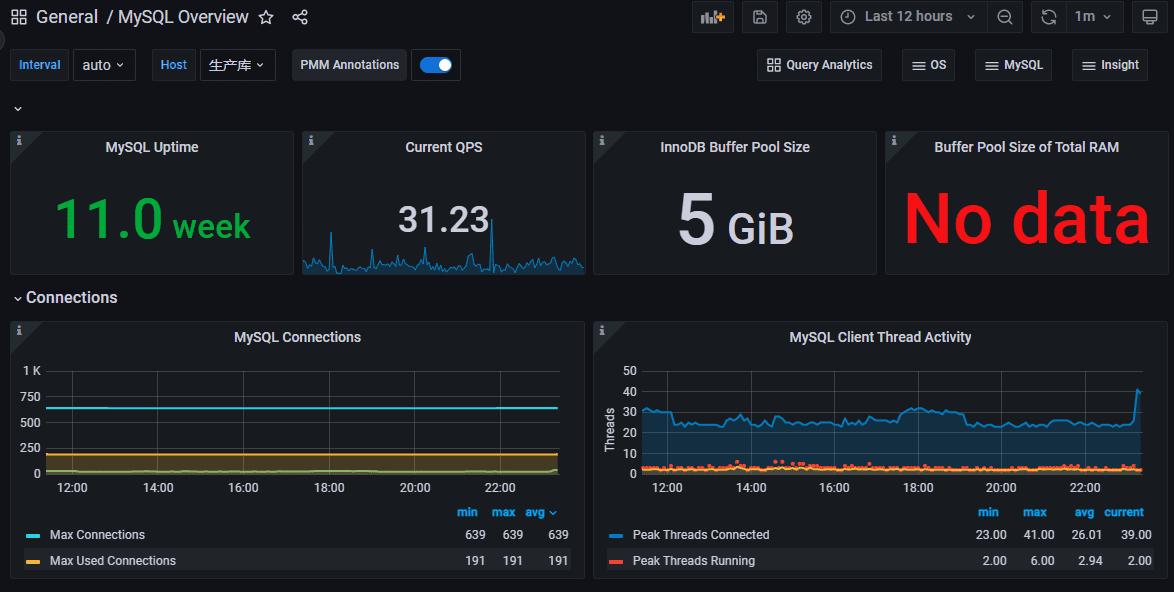 General / MySQL Overview
Last 12 hours
1m
Interval
auto
Host
生产库
PMM Annotations
Query Analytics
OS
MySQL
Insight
MySQL Uptime
11.0 week
Current QPS
31.23
InnoDB Buffer Pool Size
5 GiB
Buffer Pool Size of Total RAM
No data
Connections
MySQL Connections
1 K
750
500
250
0
12:00 14:00 16:00 18:00 20:00 22:00
min max avg
Max Connections 639 639 639
Max Used Connections 191 191 191
MySQL Client Thread Activity
Threads
50
40
30
20
10
0
12:00 14:00 16:00 18:00 20:00 22:00
min max avg current
Peak Threads Connected 23.00 41.00 26.01 39.00
Peak Threads Running 2.00 6.00 2.94 2.00